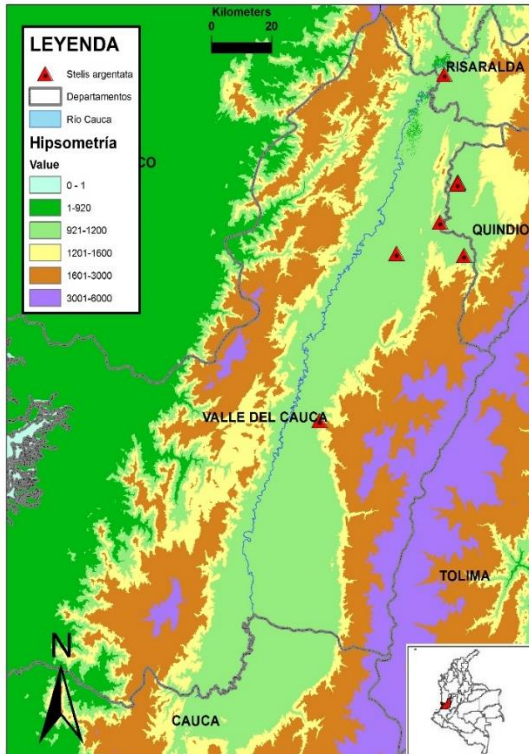 Kilometers
0 20
LEYENDA
Stelis argentata
Departamentos
Río Cauca
Hipsometría
Value
0 - 1
1-920
921-1200
1201-1600
1601-3000
3001-6000
CO
RISARALDA
QUINDIO
VALLE DEL CAUCA
TOLIMA
N
CAUCA